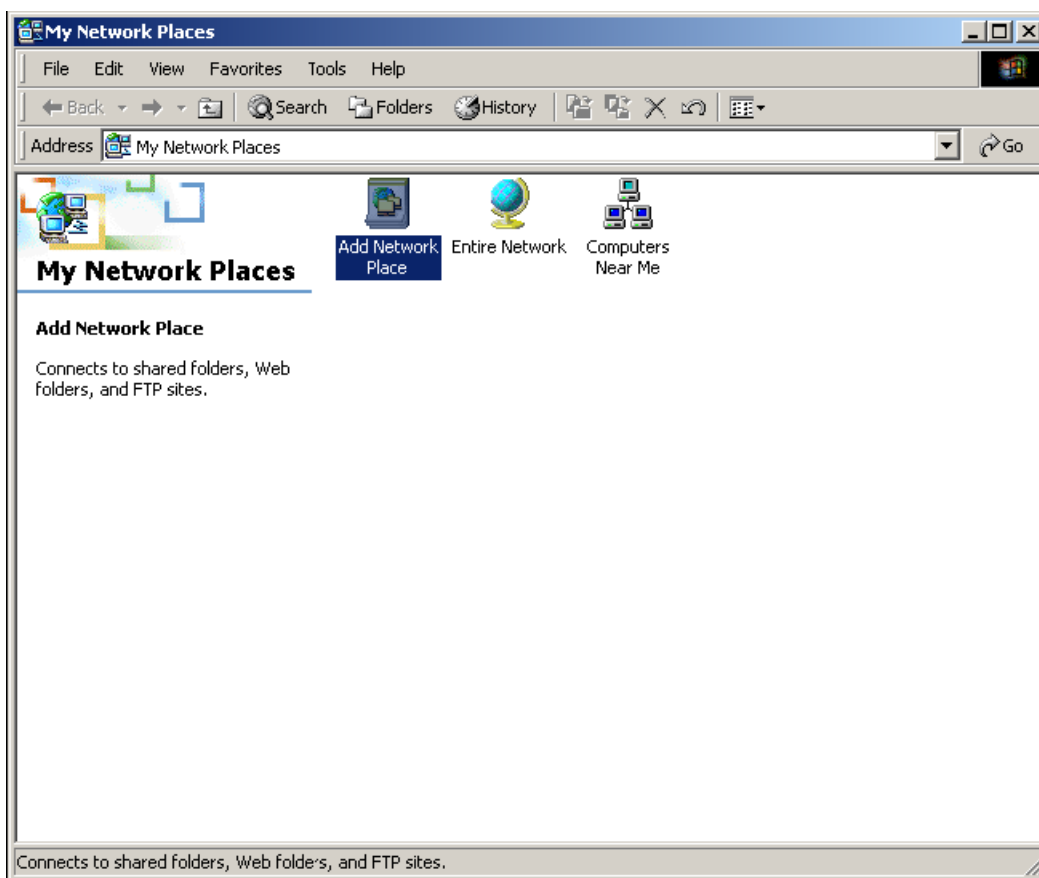 My Network Places
File Edit View Favorites Tools Help
Back Search Folders History
Address My Network Places Go
Add Network Place
Entire Network
Computers Near Me
My Network Places
Add Network Place
Connects to shared folders, Web
folders, and FTP sites.
Connects to shared folders, Web folders, and FTP sites.